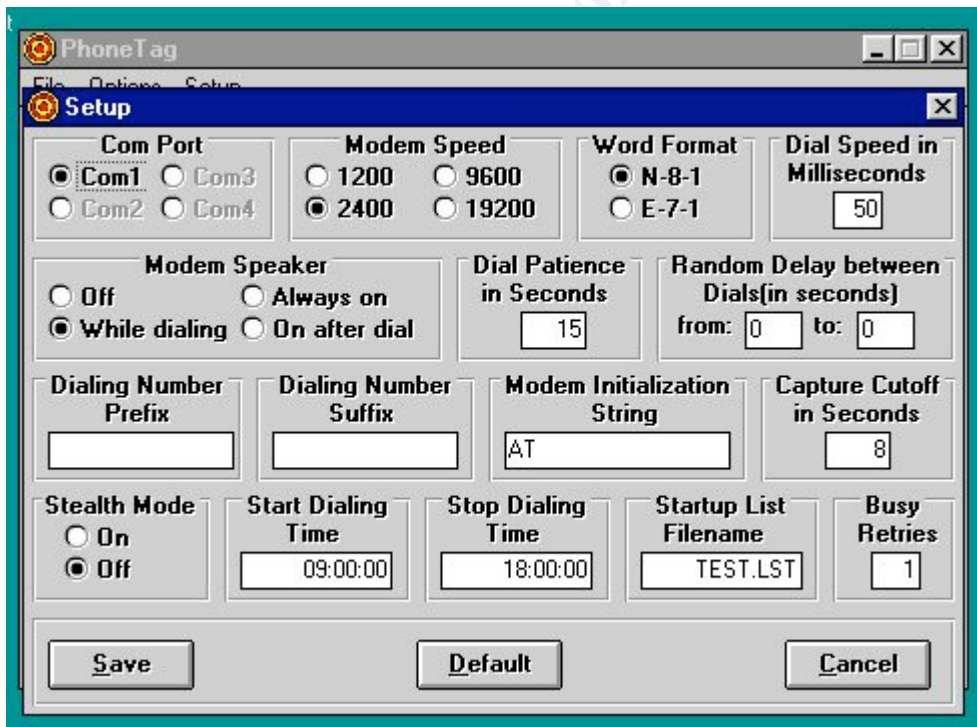 PhoneTag
File Options Setup
Setup
Com Port
Com1 Com3
Com2 Com4
Modem Speed
1200 9600
2400 19200
Word Format
N-8-1
E-7-1
Dial Speed in
Milliseconds
50
Modem Speaker
Off Always on
While dialing On after dial
Dial Patience
in Seconds
15
Random Delay between
Dials(in seconds)
from: 0 to: 0
Dialing Number
Prefix
Dialing Number
Suffix
Modem Initialization
String
AT
Capture Cutoff
in Seconds
8
Stealth Mode
On
Off
Start Dialing
Time
09:00:00
Stop Dialing
Time
18:00:00
Startup List
Filename
TEST.LST
Busy
Retries
1
Save
Default
Cancel